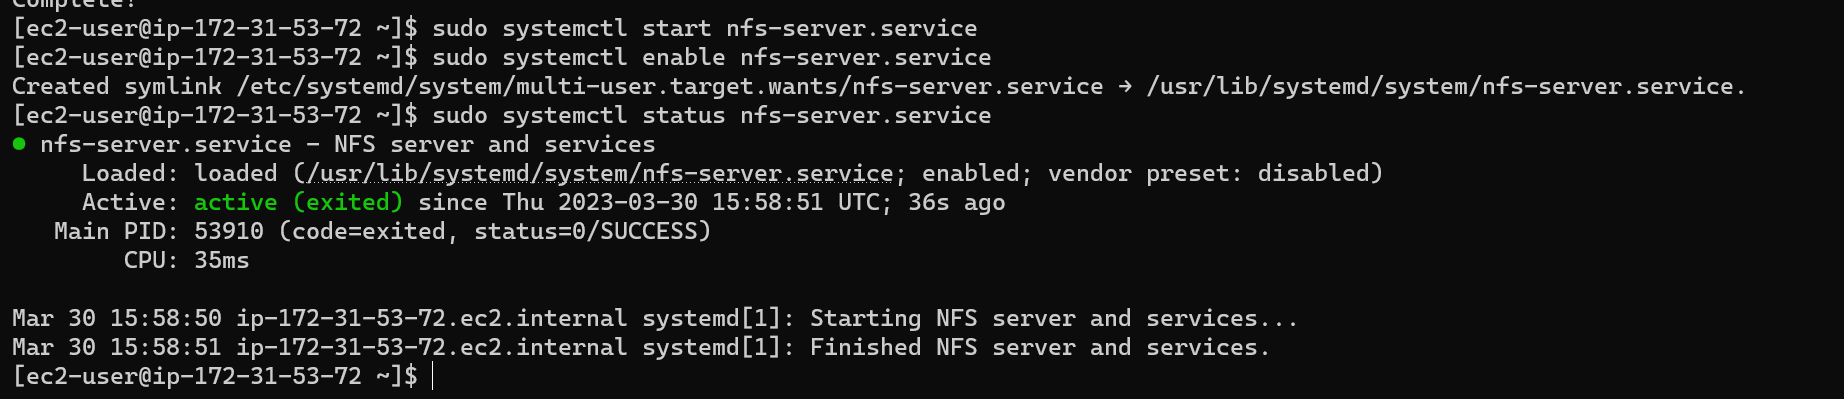 Complete!
[ec2-user@ip-172-31-53-72 ~]$ sudo systemctl start nfs-server.service
[ec2-user@ip-172-31-53-72 ~]$ sudo systemctl enable nfs-server.service
Created symlink /etc/systemd/system/multi-user.target.wants/nfs-server.service → /usr/lib/systemd/system/nfs-server.service.
[ec2-user@ip-172-31-53-72 ~]$ sudo systemctl status nfs-server.service
● nfs-server.service - NFS server and services
Loaded: loaded (/usr/lib/systemd/system/nfs-server.service; enabled; vendor preset: disabled)
Active: active (exited) since Thu 2023-03-30 15:58:51 UTC; 36s ago
Main PID: 53910 (code=exited, status=0/SUCCESS)
CPU: 35ms
Mar 30 15:58:50 ip-172-31-53-72.ec2.internal systemd[1]: Starting NFS server and services...
Mar 30 15:58:51 ip-172-31-53-72.ec2.internal systemd[1]: Finished NFS server and services.
[ec2-user@ip-172-31-53-72 ~]$